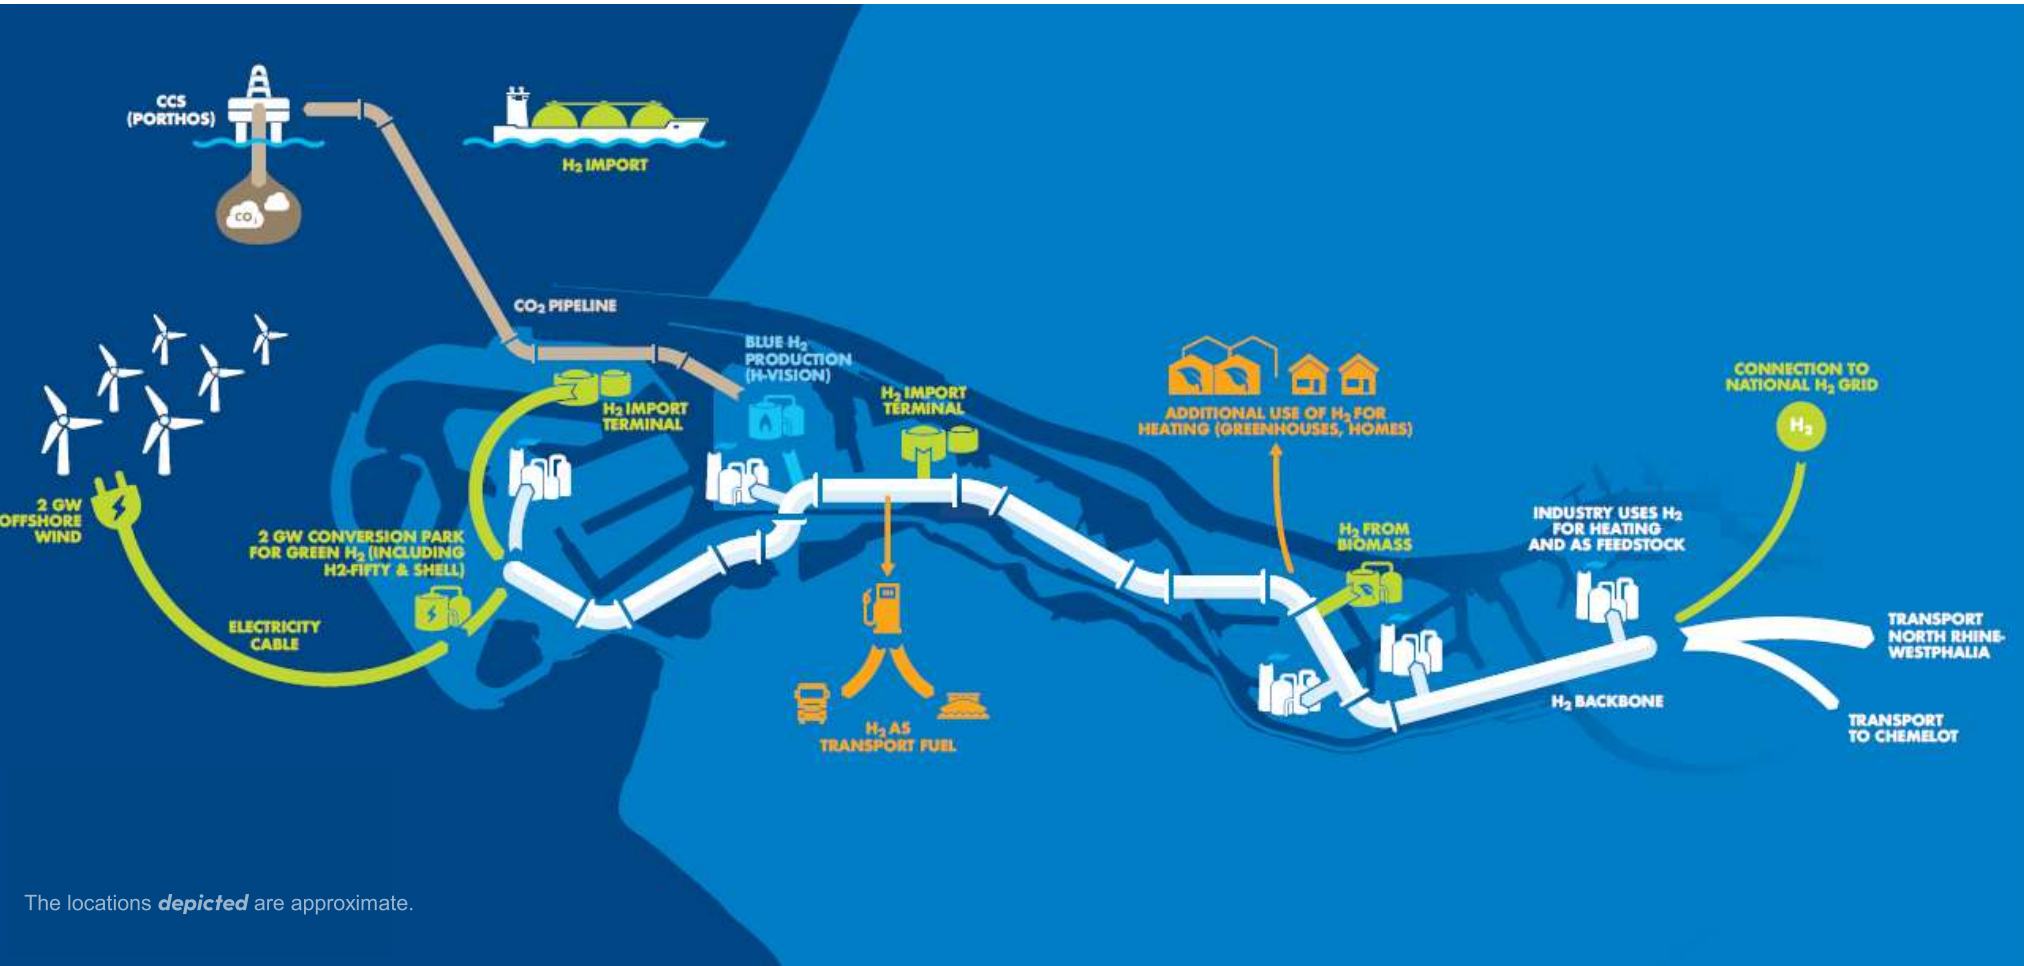 CCS
(PORTHOS)
CO₂
H₂ IMPORT
CO₂ PIPELINE
BLUE H₂
PRODUCTION
(H-VISION)
H₂ IMPORT
TERMINAL
H₂ IMPORT
TERMINAL
ADDITIONAL USE OF H₂ FOR
HEATING (GREENHOUSES, HOMES)
CONNECTION TO
NATIONAL H₂ GRID
H₂
2 GW
OFFSHORE
WIND
2 GW CONVERSION PARK
FOR GREEN H₂ (INCLUDING
H2-FIFTY & SHELL)
ELECTRICITY
CABLE
H₂ FROM
BIOMASS
INDUSTRY USES H₂
FOR HEATING
AND AS FEEDSTOCK
TRANSPORT
NORTH RHINE-
WESTPHALIA
H₂ BACKBONE
TRANSPORT
TO CHEMELOT
H₂ AS
TRANSPORT FUEL
The locations depicted are approximate.